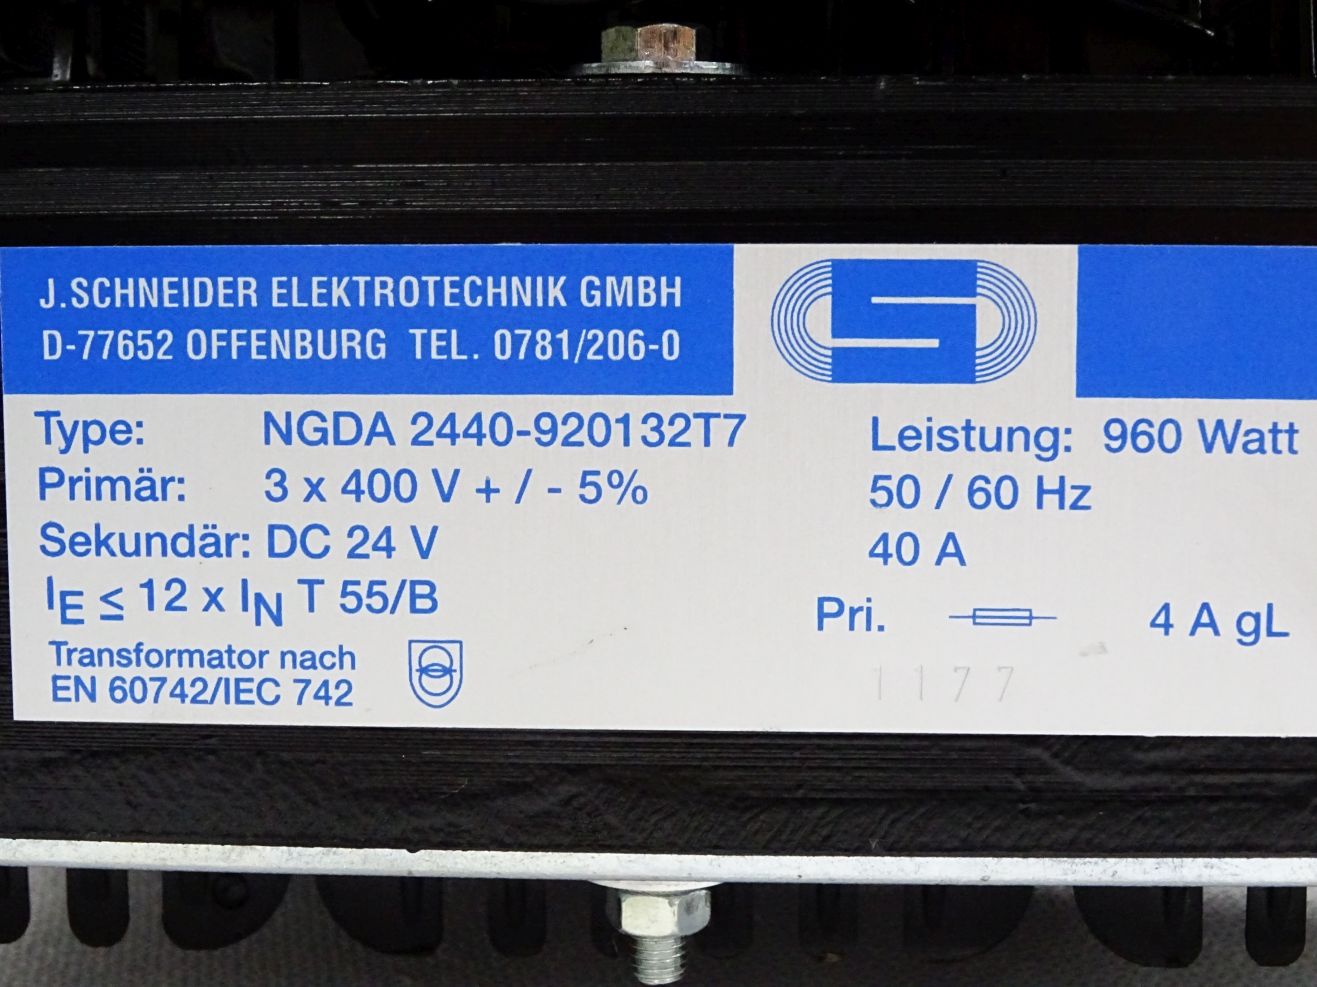 J.SCHNEIDER ELEKTROTECHNIK GMBH
D-77652 OFFENBURG TEL. 0781/206-0
Type: NGDA 2440-920132T7 Leistung: 960 Watt
Primär: 3 x 400 V + / - 5% 50 / 60 Hz
Sekundär: DC 24 V 40 A
IE ≤ 12 x IN T 55/B Pri. 4 A gL
Transformator nach
EN 60742/IEC 742
1177